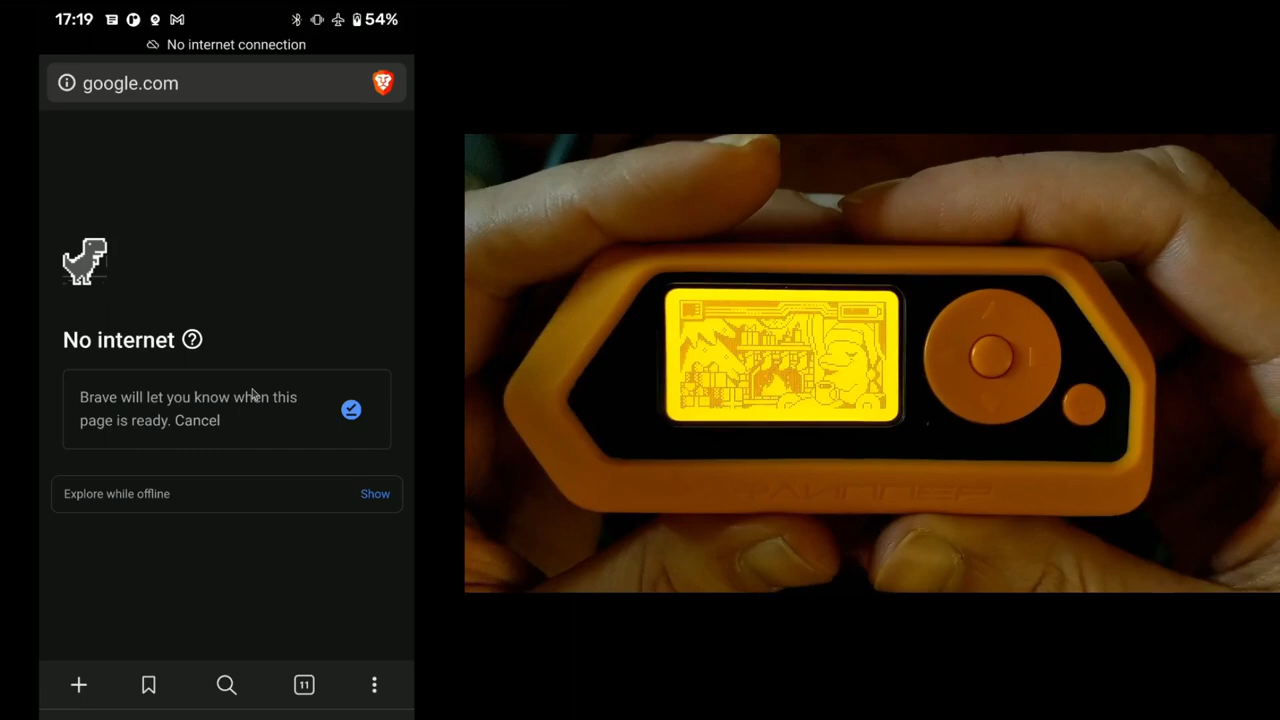 17:19
54%
No internet connection
google.com
No internet
Brave will let you know when this
page is ready. Cancel
Explore while offline
Show
11